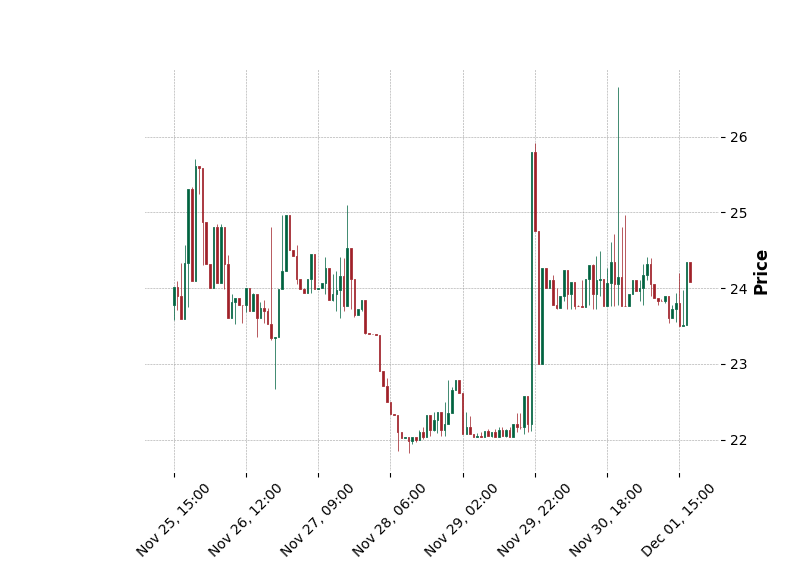 26
25
24
23
22
Price
Nov 25, 15:00
Nov 26, 12:00
Nov 27, 09:00
Nov 28, 06:00
Nov 29, 02:00
Nov 29, 22:00
Nov 30, 18:00
Dec 01, 15:00